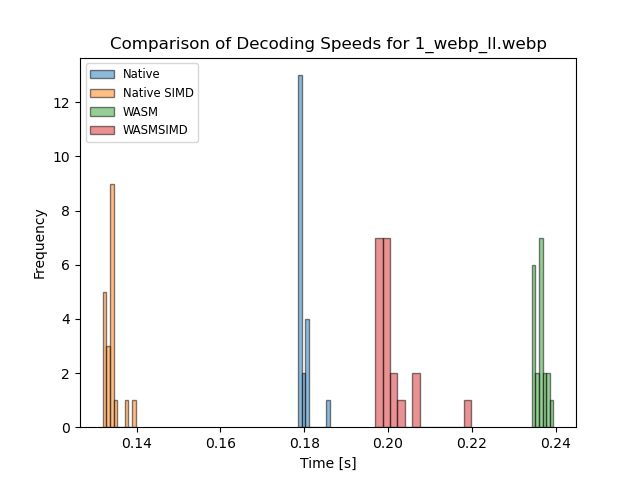 Comparison of Decoding Speeds for 1_webp_ll.webp
Native
Native SIMD
WASM
WASMSIMD
Frequency
12
10
8
6
4
2
0
0.14 0.16 0.18 0.20 0.22 0.24
Time [s]